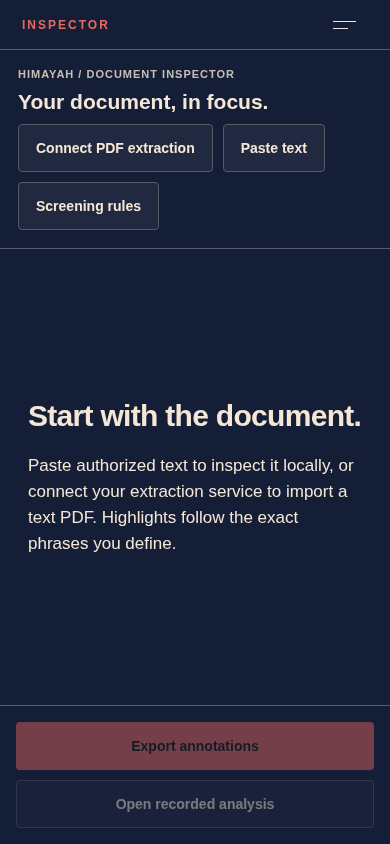 INSPECTOR
HIMAYAH / DOCUMENT INSPECTOR
Your document, in focus.
Connect PDF extraction
Paste text
Screening rules
Start with the document.
Paste authorized text to inspect it locally, or
connect your extraction service to import a
text PDF. Highlights follow the exact
phrases you define.
Export annotations
Open recorded analysis